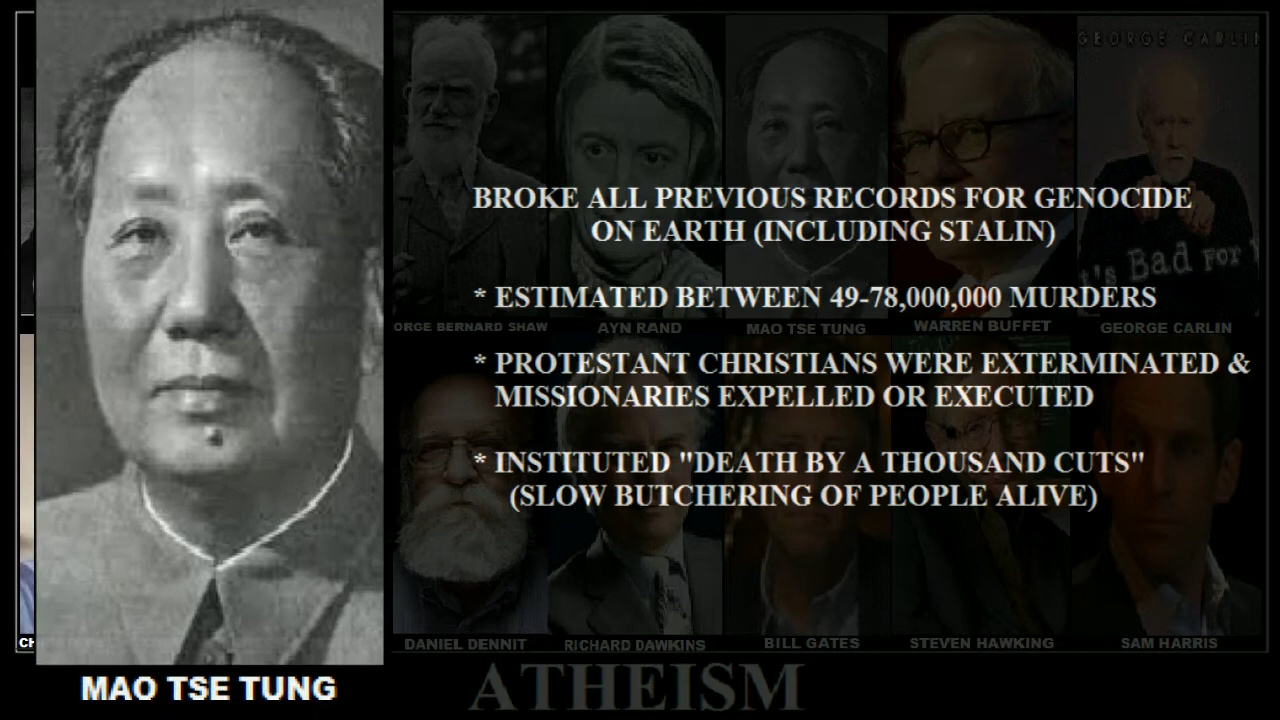 GEORGE CARLIN
BROKE ALL PREVIOUS RECORDS FOR GENOCIDE
ON EARTH (INCLUDING STALIN)
* ESTIMATED BETWEEN 49-78,000,000 MURDERS
* PROTESTANT CHRISTIANS WERE EXTERMINATED &
MISSIONARIES EXPELLED OR EXECUTED
* INSTITUTED "DEATH BY A THOUSAND CUTS"
(SLOW BUTCHERING OF PEOPLE ALIVE)
't's Bad For
ORGE BERNARD SHAW
AYN RAND
MAO TSE TUNG
WARREN BUFFET
GEORGE CARLIN
CH
DANIEL DENNIT
RICHARD DAWKINS
BILL GATES
STEVEN HAWKING
SAM HARRIS
MAO TSE TUNG
ATHEISM